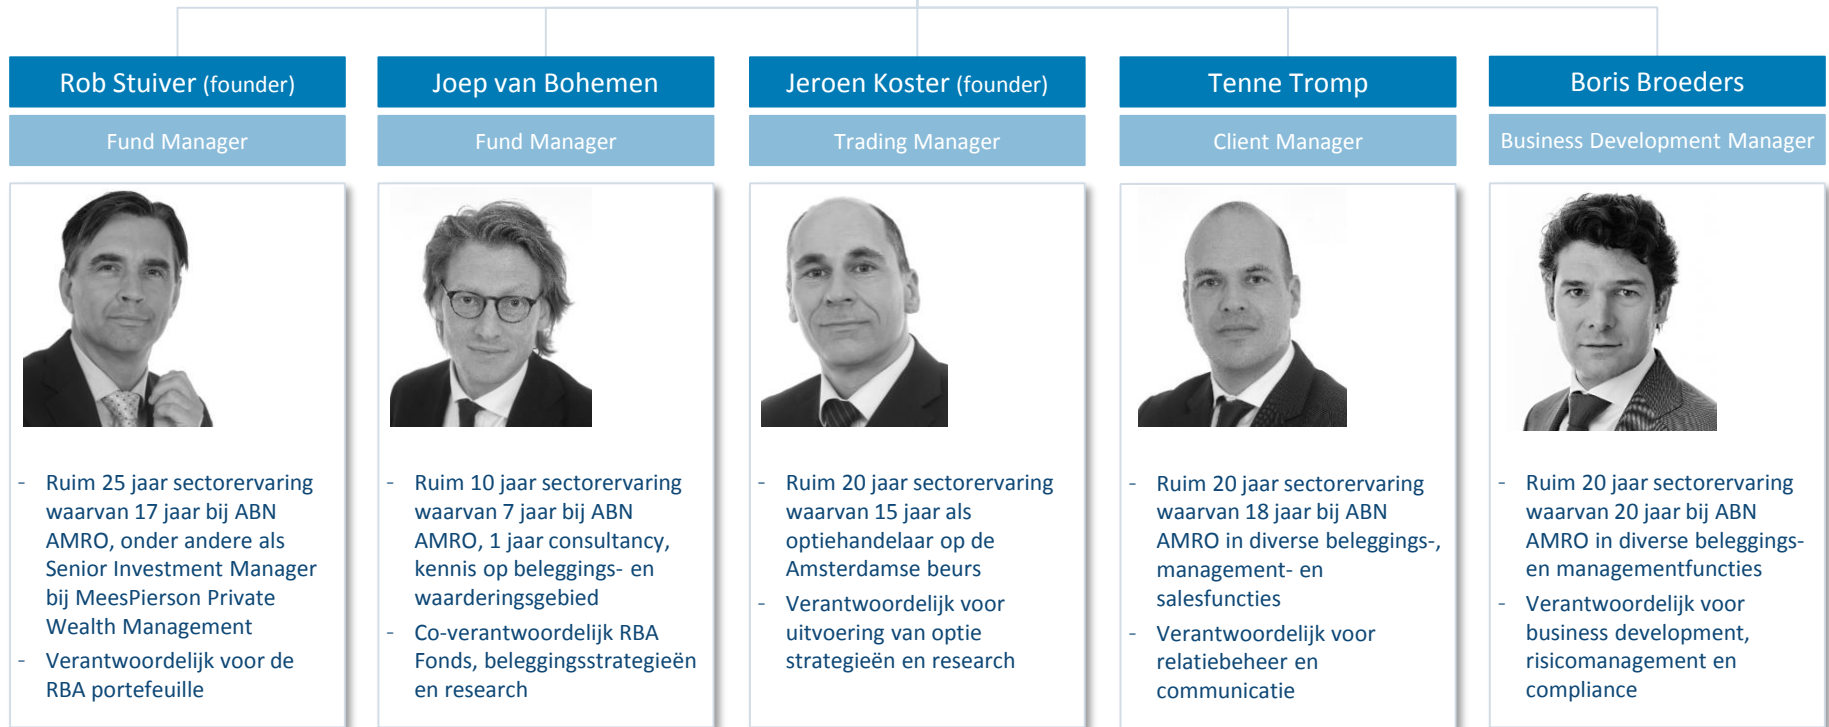 Rob Stuiver (founder)
Fund Manager
- Ruim 25 jaar sectorervaring
waarvan 17 jaar bij ABN
AMRO, onder andere als
Senior Investment Manager
bij MeesPierson Private
Wealth Management
- Verantwoordelijk voor de
RBA portefeuille
Joep van Bohemen
Fund Manager
- Ruim 10 jaar sectorervaring
waarvan 7 jaar bij ABN
AMRO, 1 jaar consultancy,
kennis op beleggings- en
waarderingsgebied
- Co-verantwoordelijk RBA
Fonds, beleggingsstrategieën
en research
Jeroen Koster (founder)
Trading Manager
- Ruim 20 jaar sectorervaring
waarvan 15 jaar als
optiehandelaar op de
Amsterdamse beurs
- Verantwoordelijk voor
uitvoering van optie
strategieën en research
Tenne Tromp
Client Manager
- Ruim 20 jaar sectorervaring
waarvan 18 jaar bij ABN
AMRO in diverse beleggings-,
management- en
salesfuncties
- Verantwoordelijk voor
relatiebeheer en
communicatie
Boris Broeders
Business Development Manager
- Ruim 20 jaar sectorervaring
waarvan 20 jaar bij ABN
AMRO in diverse beleggings-
en managementfuncties
- Verantwoordelijk voor
business development,
risicomanagement en
compliance